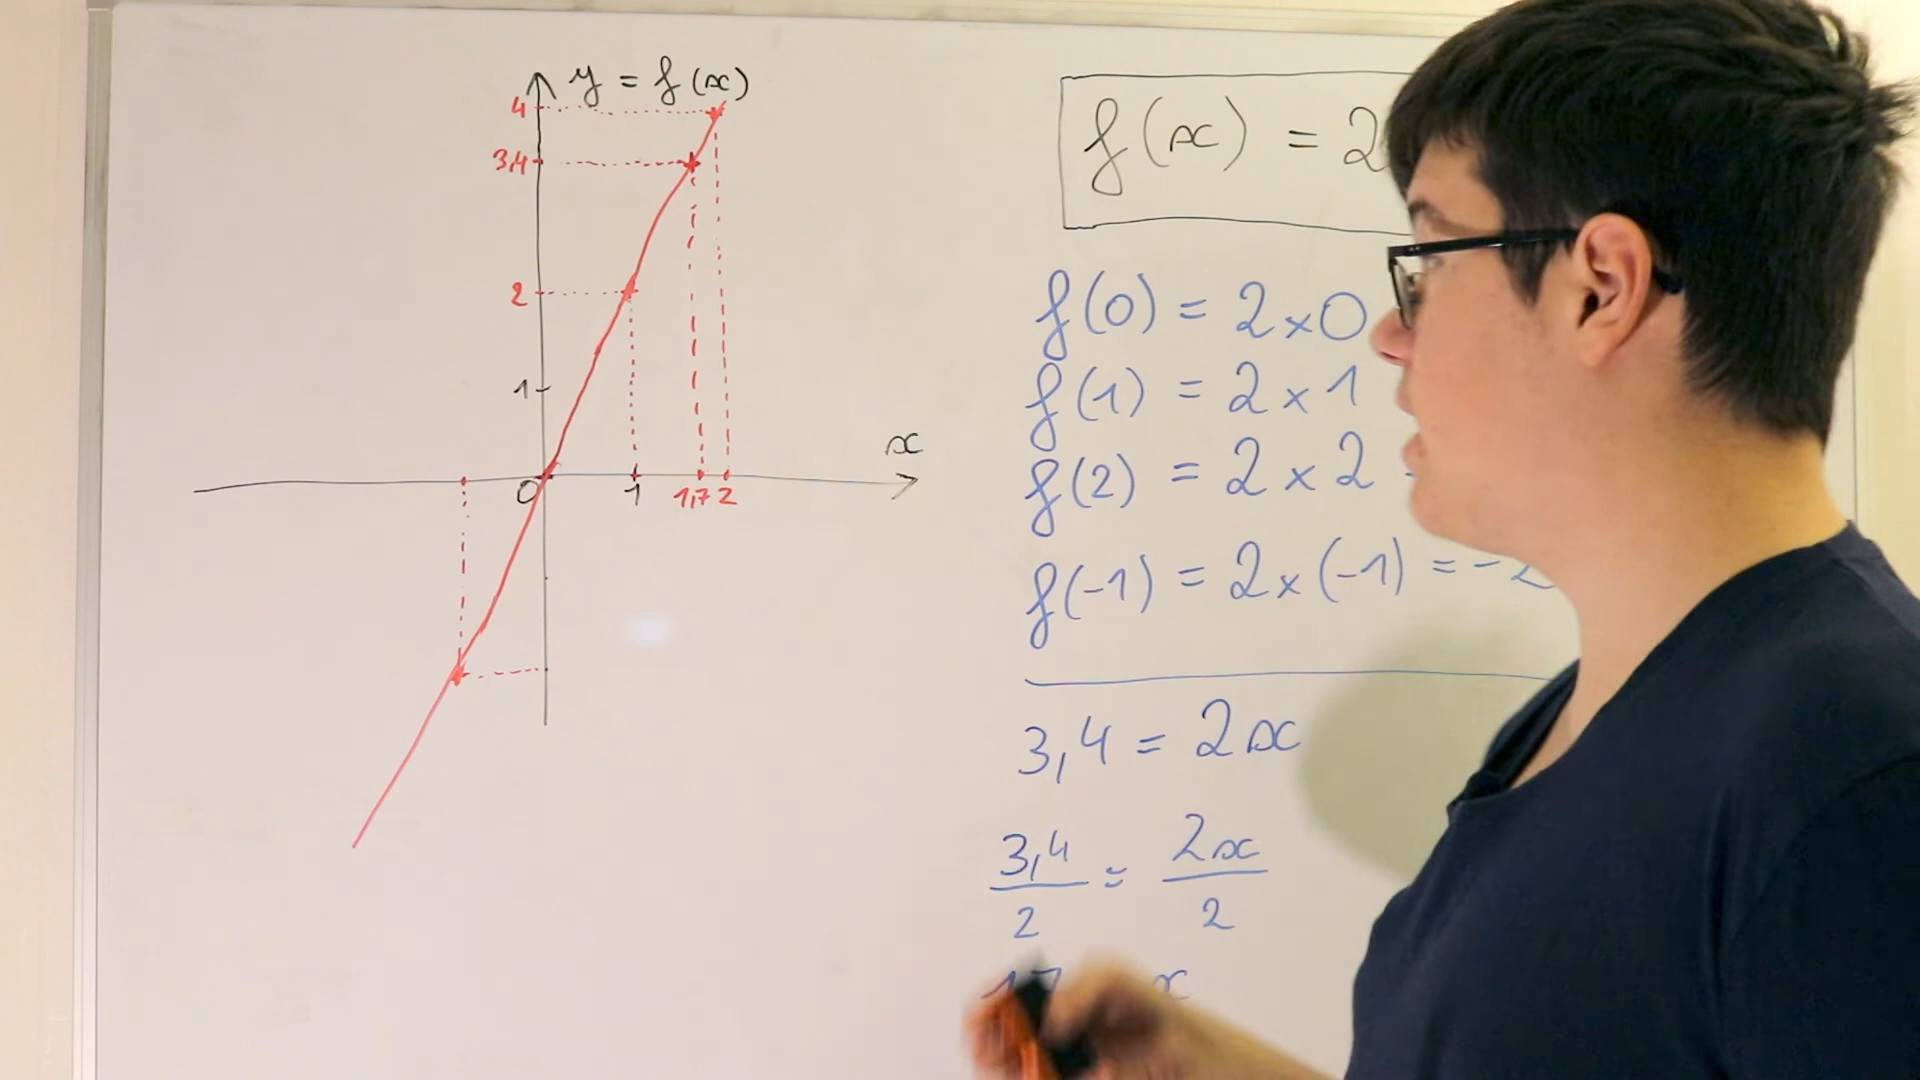 y = f(x)
4
3,4
2
1
x
0 1 1,7 2
f(x) = 2
f(0) = 2 x 0
f(1) = 2 x 1
f(2) = 2 x 2
f(-1) = 2 x (-1) = -2
3,4 = 2x
3,4/2 = 2x/2
x